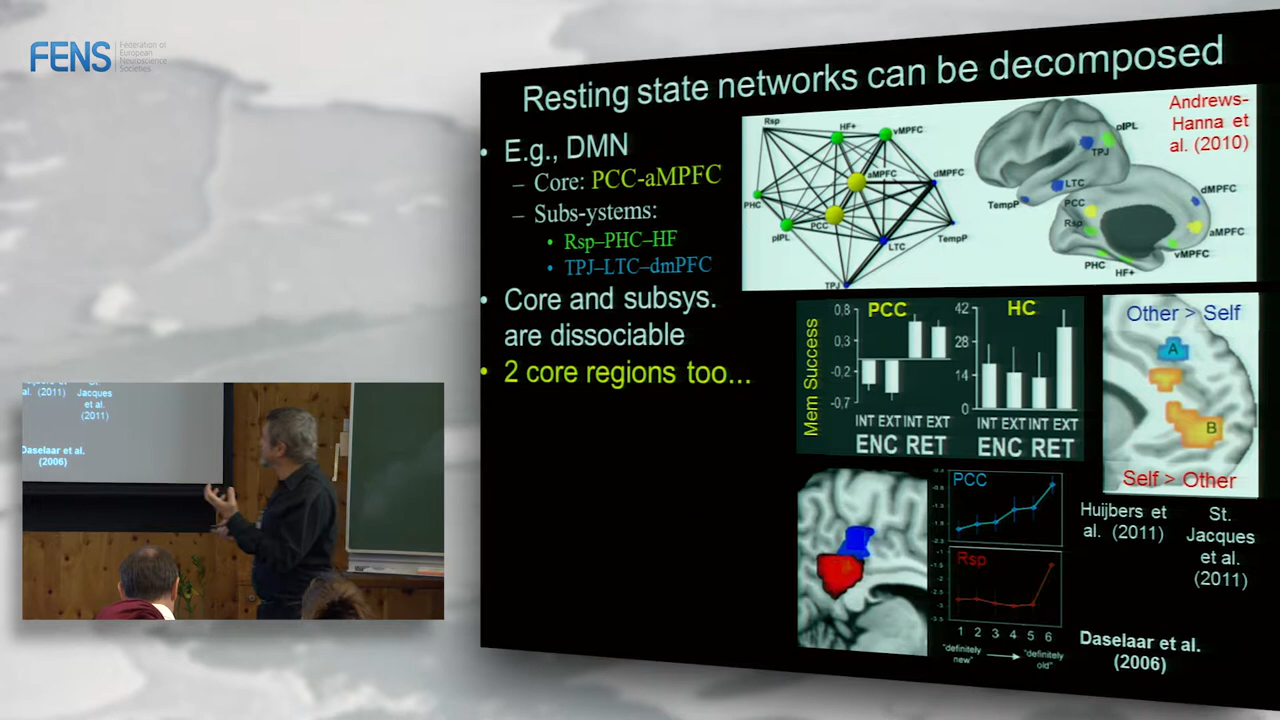 FENS
Federation of
European
Neuroscience
Societies
Resting state networks can be decomposed
• E.g., DMN
– Core: PCC-aMPFC
– Subs-ystems:
• Rsp–PHC–HF
• TPJ–LTC–dmPFC
• Core and subsys.
are dissociable
• 2 core regions too...
Rsp
HF+
vMPFC
aMPFC
dMPFC
PHC
pIPL
PCC
LTC
TempP
TPJ
pIPL
TPJ
LTC
TempP
PCC
Rsp
PHC
HF+
dMPFC
aMPFC
vMPFC
Andrews-
Hanna et
al. (2010)
Mem Success
0,8
0,3
-0,2
-0,7
PCC
INT EXT INT EXT
ENC RET
42
28
14
0
HC
INT EXT INT EXT
ENC RET
Other > Self
A
B
Self > Other
Huijbers et
al. (2011)
St.
Jacques
et al.
(2011)
PCC
Rsp
1 2 3 4 5 6
"definitely
new"
"definitely
old"
Daselaar et al.
(2006)
al. (2011)
Jacques
et al.
(2011)
Daselaar et al.
(2006)